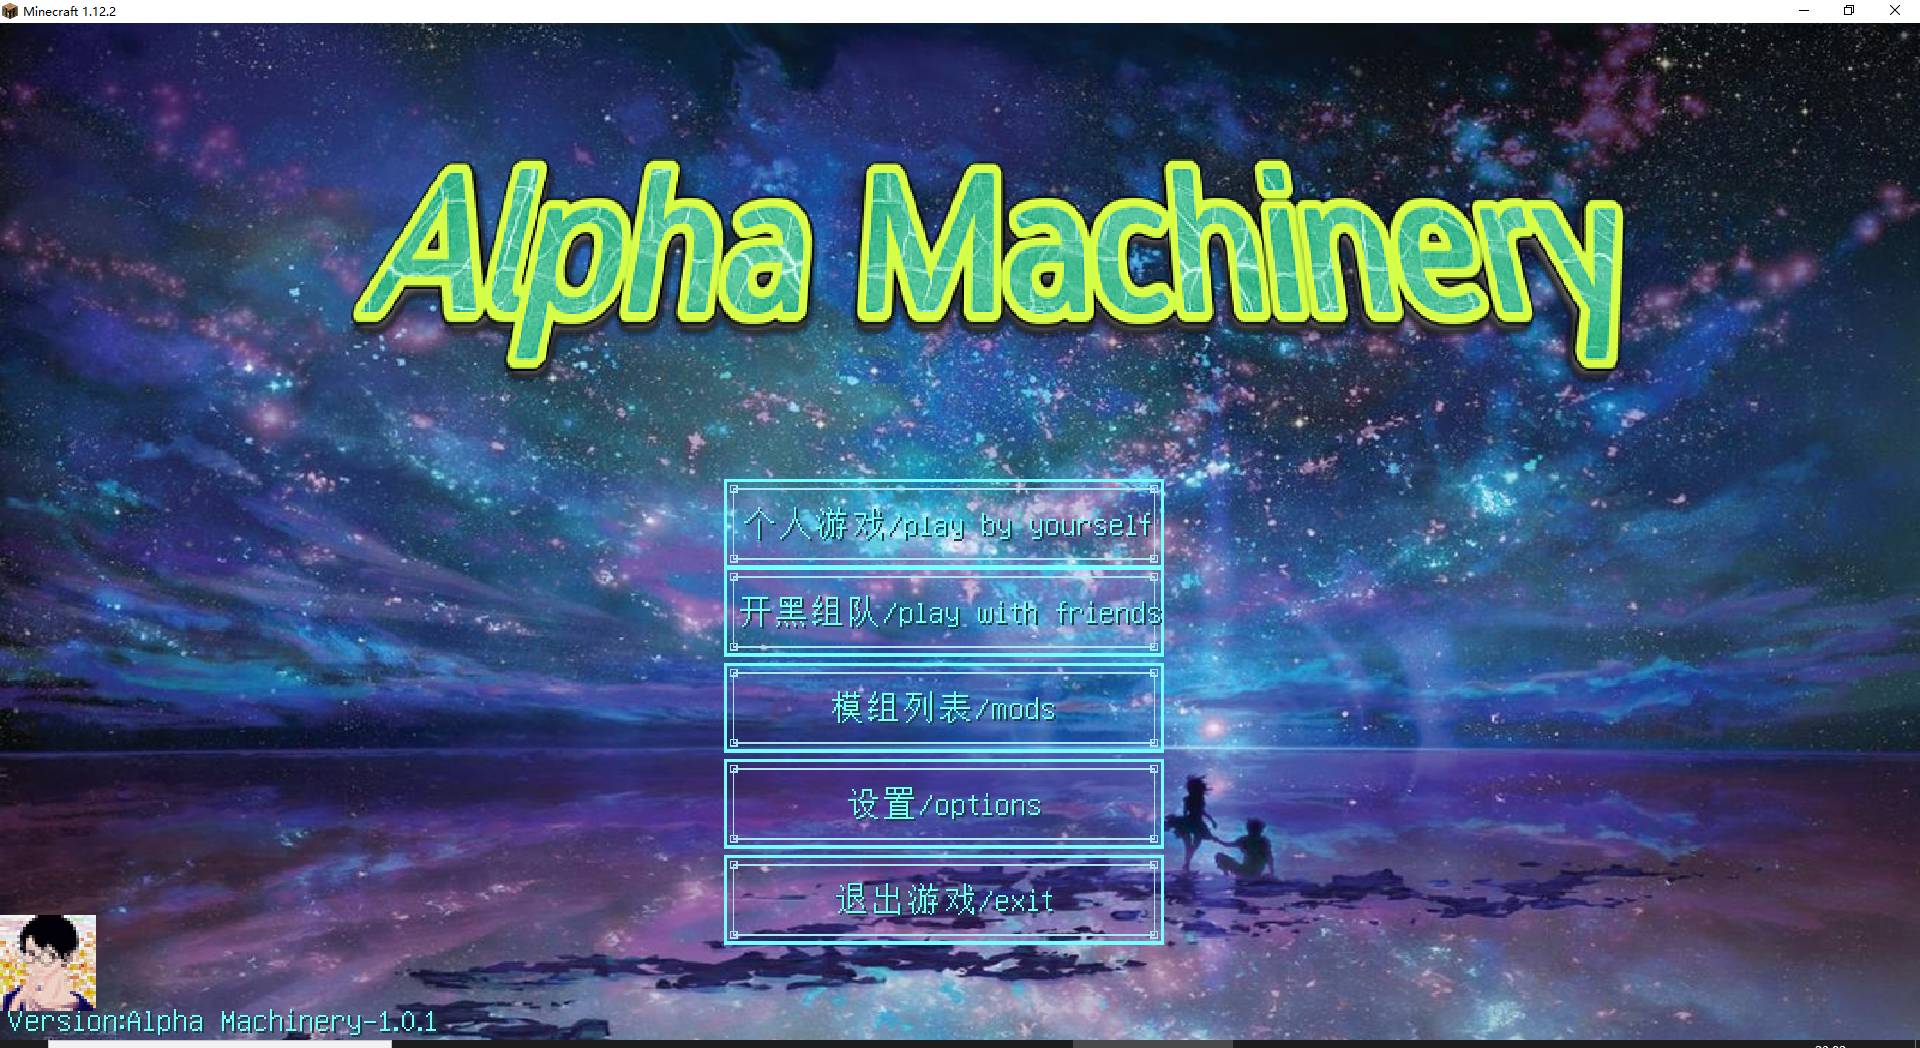 Minecraft 1.12.2
Alpha Machinery
个人游戏/play by yourself
开黑组队/play with friends
模组列表/mods
设置/options
退出游戏/exit
Version:Alpha Machinery-1.0.1